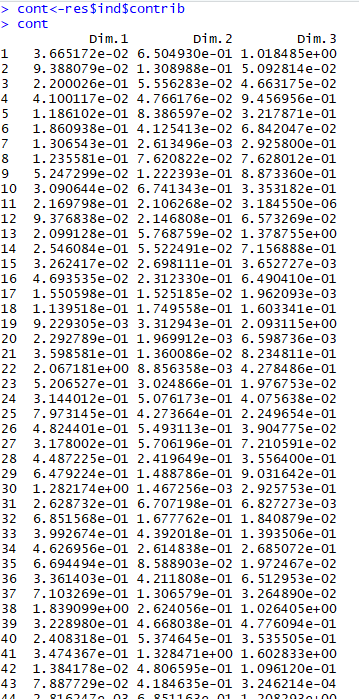 > cont<-res$ind$contrib
> cont
Dim.1 Dim.2 Dim.3
1 3.665172e-02 6.504930e-01 1.018485e+00
2 9.388079e-02 1.308988e-01 5.092814e-02
3 2.200026e-01 5.556283e-02 4.663175e-02
4 4.100117e-02 4.766176e-02 9.456956e-01
5 1.186102e-01 8.386597e-02 3.217871e-01
6 1.860938e-01 4.125413e-02 6.842047e-02
7 1.306543e-01 2.613496e-03 2.925800e-01
8 1.235581e-01 7.620822e-02 7.628012e-01
9 5.247299e-02 1.222393e-01 8.873360e-01
10 3.090644e-02 6.741343e-01 3.353182e-01
11 2.169798e-01 2.106268e-02 3.184550e-06
12 9.376838e-02 2.146808e-01 6.573269e-02
13 2.099128e-01 5.768759e-02 1.378755e+00
14 2.546084e-01 5.522491e-02 7.156888e-01
15 3.262417e-02 2.698111e-01 3.652727e-03
16 4.693535e-02 2.312330e-01 6.490410e-01
17 1.550598e-01 1.525185e-02 1.962093e-03
18 1.139518e-01 1.749558e-01 1.603341e-01
19 9.229305e-03 3.312943e-01 2.093115e+00
20 2.292789e-01 1.969912e-03 6.598736e-03
21 3.598581e-01 1.360086e-02 8.234811e-01
22 2.067181e+00 8.856358e-03 4.278486e-01
23 5.206527e-01 3.024866e-01 1.976753e-02
24 3.144012e-01 5.076173e-01 4.075638e-02
25 7.973145e-01 4.273664e-01 2.249654e-01
26 4.824401e-01 5.493113e-01 3.904775e-02
27 3.178002e-01 5.706196e-01 7.210591e-02
28 4.487225e-01 2.419649e-01 3.556400e-01
29 6.479224e-01 1.488786e-01 9.031642e-01
30 1.282174e+00 1.467256e-03 2.925753e-01
31 2.628732e-01 6.707198e-01 6.827273e-03
32 6.851568e-01 1.677762e-01 1.840879e-02
33 3.992674e-01 4.392018e-01 1.393506e-01
34 4.626956e-01 2.614838e-01 2.685072e-01
35 6.694494e-01 8.588903e-02 1.972467e-02
36 3.361403e-01 4.211808e-01 6.512953e-02
37 7.103269e-01 1.306579e-01 3.264890e-02
38 1.839099e+00 2.624056e-01 1.026405e+00
39 3.228980e-01 4.668038e-01 4.776094e-01
40 2.408318e-01 5.374645e-01 3.535505e-01
41 3.474367e-01 1.328471e+00 1.602833e+00
42 1.384178e-02 4.806595e-01 1.096120e-01
43 7.887729e-02 4.184635e-01 3.246214e-04